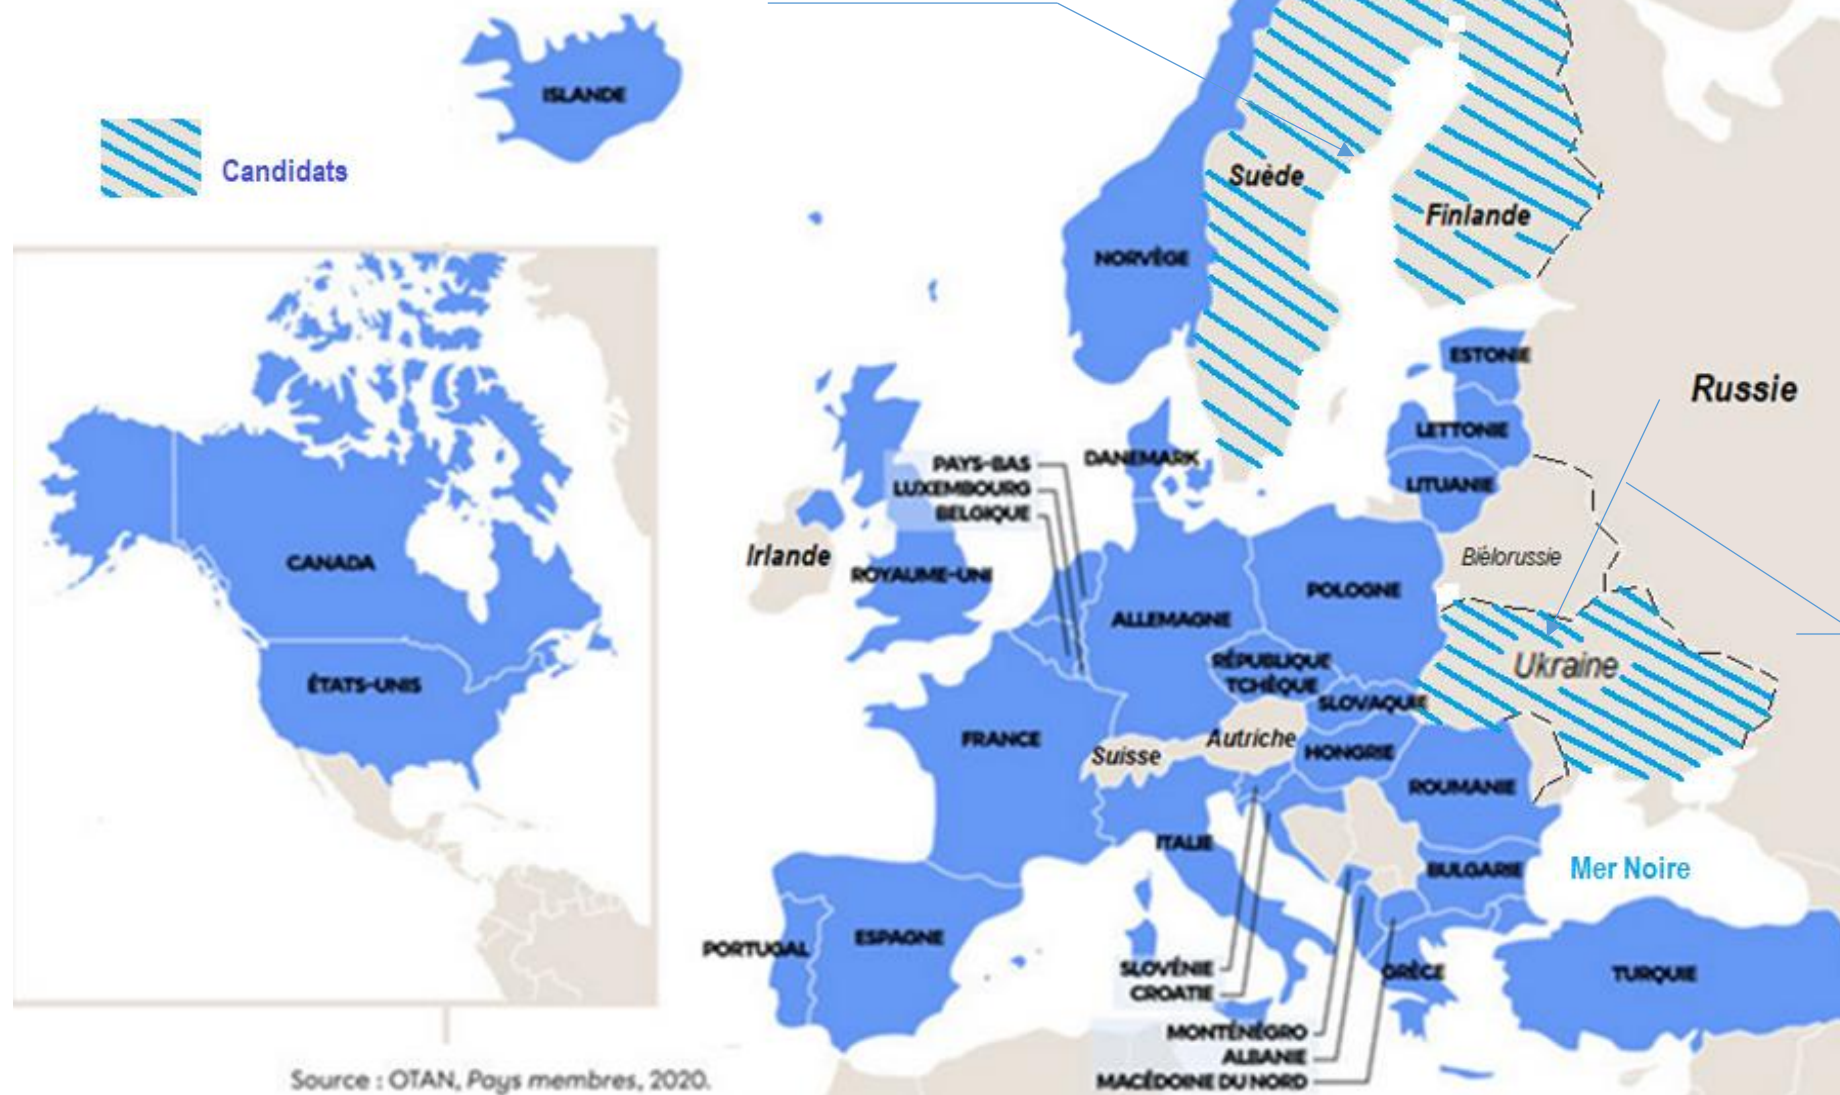 ISLANDE
Candidats
Suède
Finlande
NORVÈGE
ESTONIE
Russie
LETTONIE
DANEMARK
PAYS-BAS
LUXEMBOURG
BELGIQUE
LITUANIE
Irlande
ROYAUME-UNI
Biélorussie
CANADA
POLOGNE
ALLEMAGNE
RÉPUBLIQUE
TCHÈQUE
Ukraine
ÉTATS-UNIS
SLOVAQUIE
FRANCE
Suisse
Autriche
HONGRIE
ROUMANIE
ITALIE
BULGARIE
Mer Noire
PORTUGAL
ESPAGNE
SLOVÉNIE
CROATIE
GRÈCE
TURQUIE
MONTÉNÉGRO
ALBANIE
MACÉDOINE DU NORD
Source : OTAN, Pays membres, 2020.